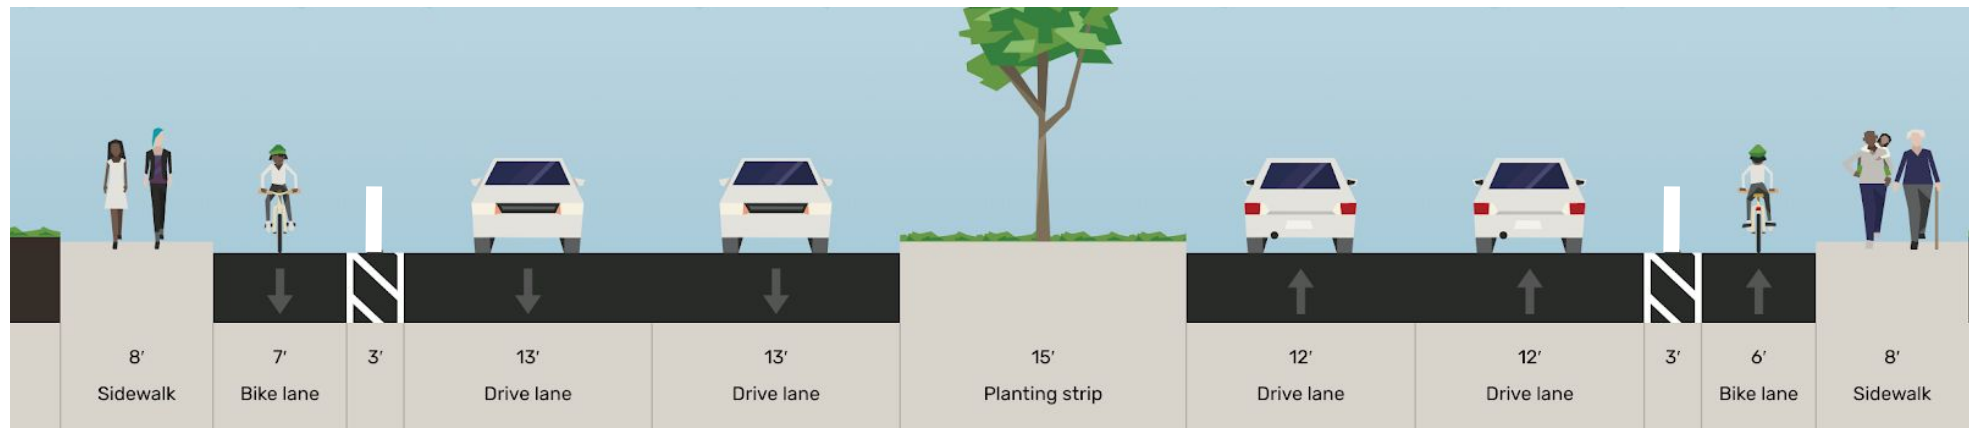 8′ 7′ 3′ 13′ 13′ 15′ 12′ 12′ 3′ 6′ 8′
Sidewalk Bike lane Drive lane Drive lane Planting strip Drive lane Drive lane Bike lane Sidewalk